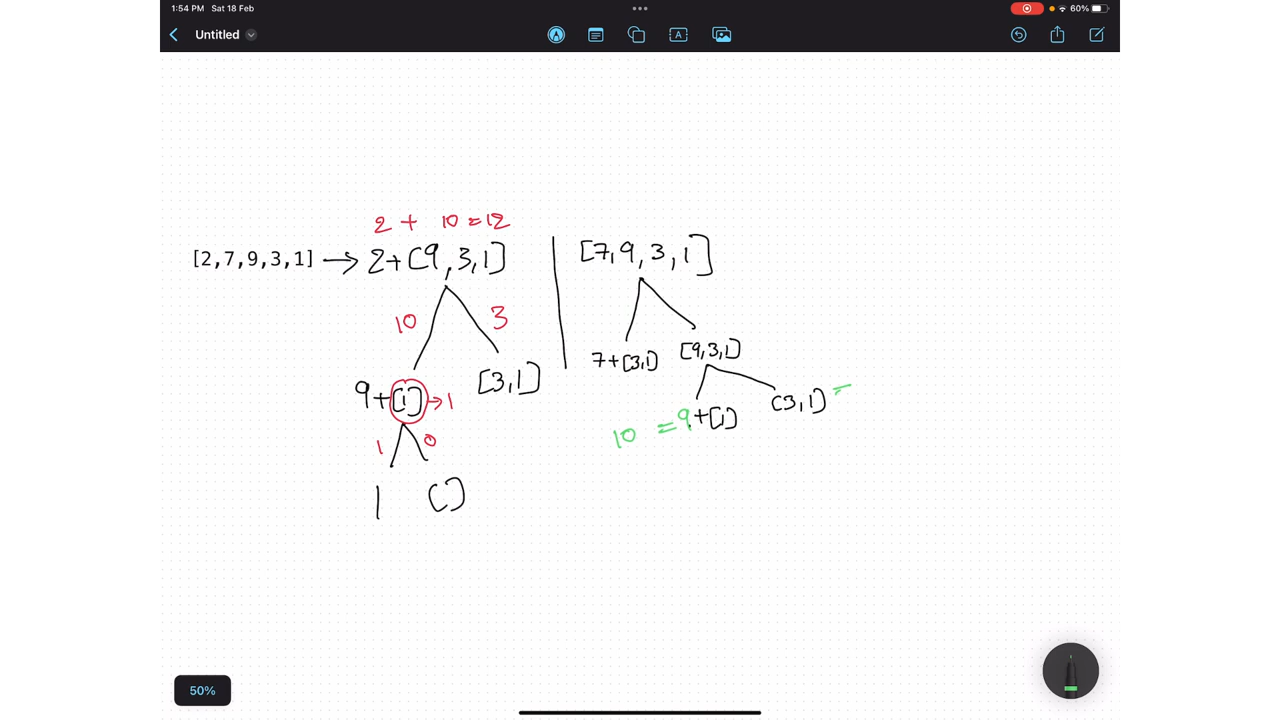 1:54 PM Sat 18 Feb
60%
Untitled
A
2 + 10 = 12
[2,7,9,3,1] → 2+[9,3,1]
[7,9,3,1]
10
3
7+[3,1]
[9,3,1]
9+[1] → 1
[3,1]
10 = 9+[1]
[3,1] =
1
0
1
[]
50%